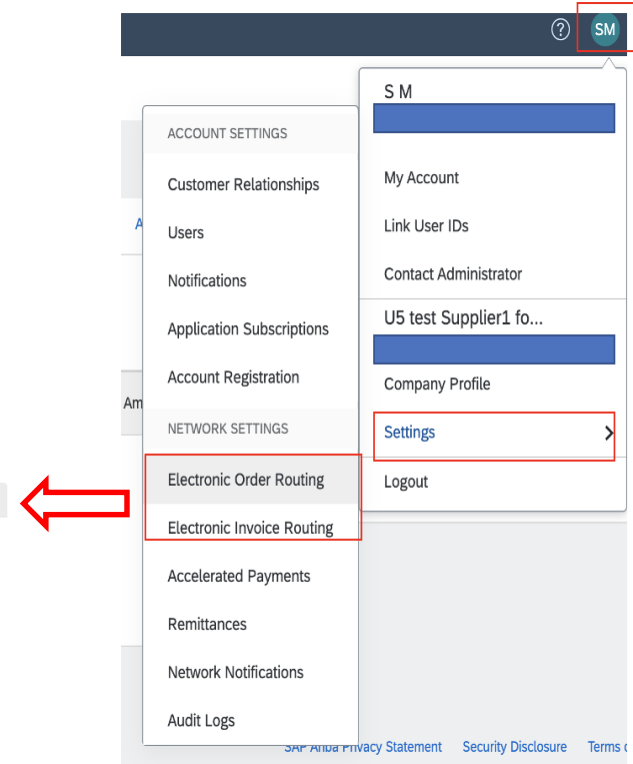 ?
SM
S M
My Account
Link User IDs
Contact Administrator
U5 test Supplier1 fo...
Company Profile
Settings
Logout
ACCOUNT SETTINGS
Customer Relationships
Users
Notifications
Application Subscriptions
Account Registration
NETWORK SETTINGS
Electronic Order Routing
Electronic Invoice Routing
Accelerated Payments
Remittances
Network Notifications
Audit Logs
A
Am
SAP Ariba Privacy Statement Security Disclosure Terms